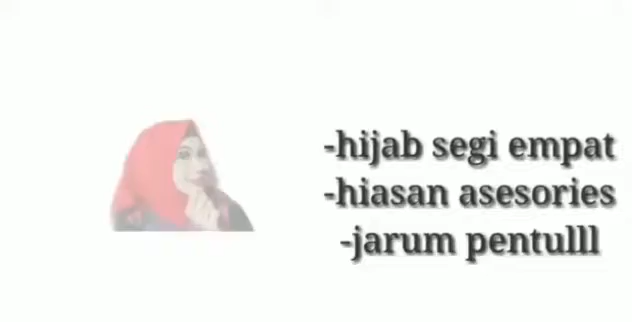 -hijab segi empat
-hiasan asesories
-jarum pentulll